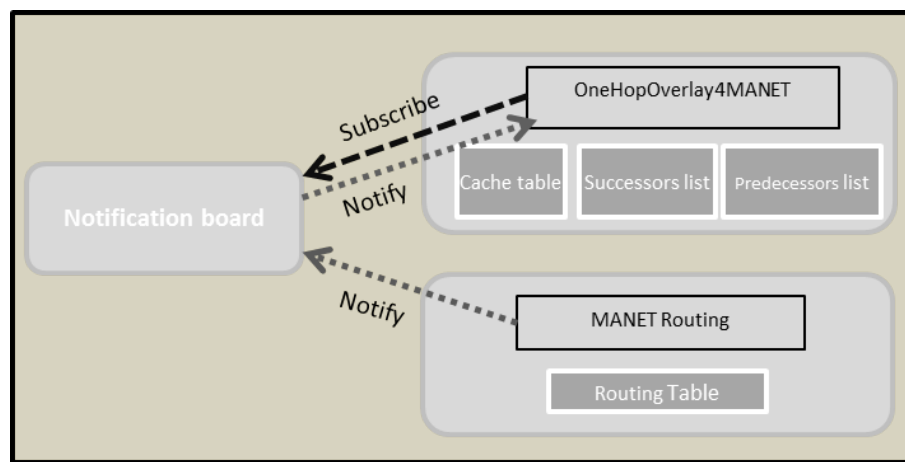 OneHopOverlay4MANET
Subscribe
Cache table
Successors list
Predecessors list
Notify
Notification board
Notify
MANET Routing
Routing Table